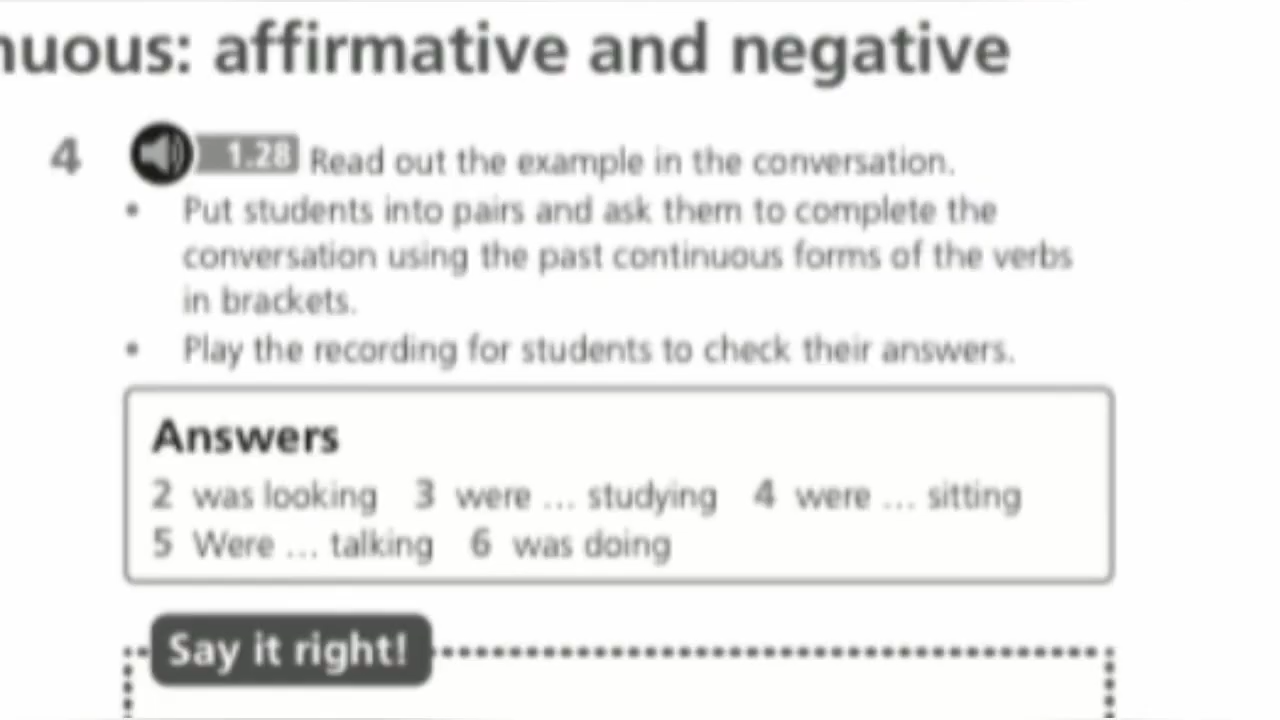 nuous: affirmative and negative
4 1.28 Read out the example in the conversation.
• Put students into pairs and ask them to complete the
conversation using the past continuous forms of the verbs
in brackets.
• Play the recording for students to check their answers.
Answers
2 was looking 3 were … studying 4 were … sitting
5 Were … talking 6 was doing
Say it right!